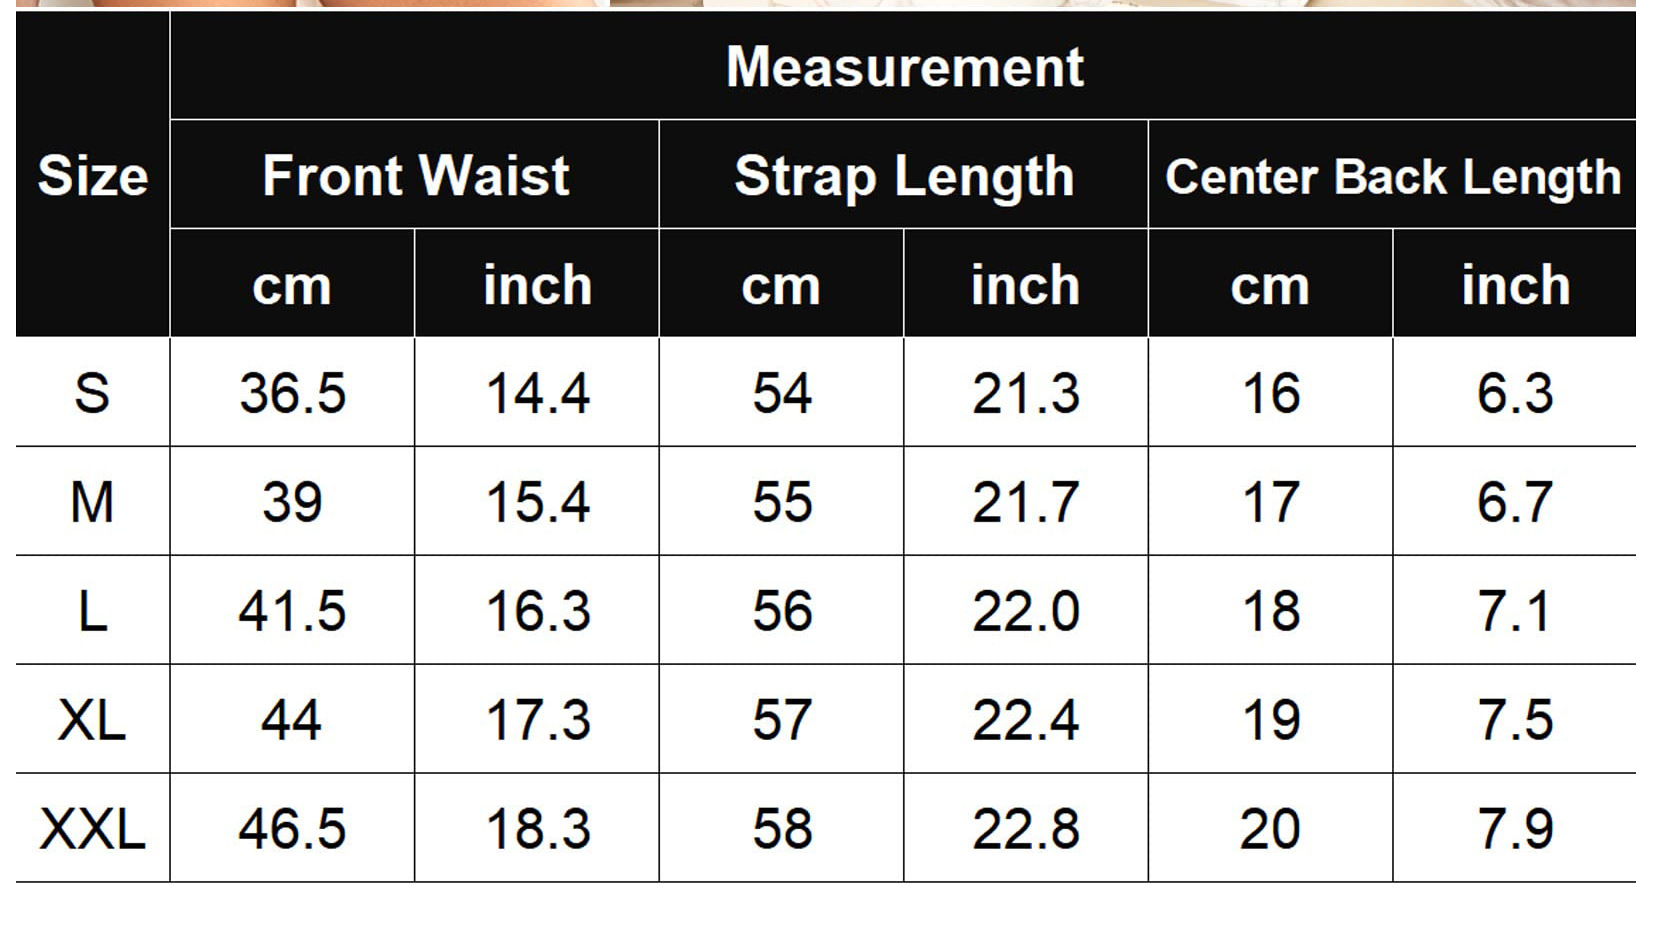 Measurement
Size Front Waist Strap Length Center Back Length
cm inch cm inch cm inch
S 36.5 14.4 54 21.3 16 6.3
M 39 15.4 55 21.7 17 6.7
L 41.5 16.3 56 22.0 18 7.1
XL 44 17.3 57 22.4 19 7.5
XXL 46.5 18.3 58 22.8 20 7.9